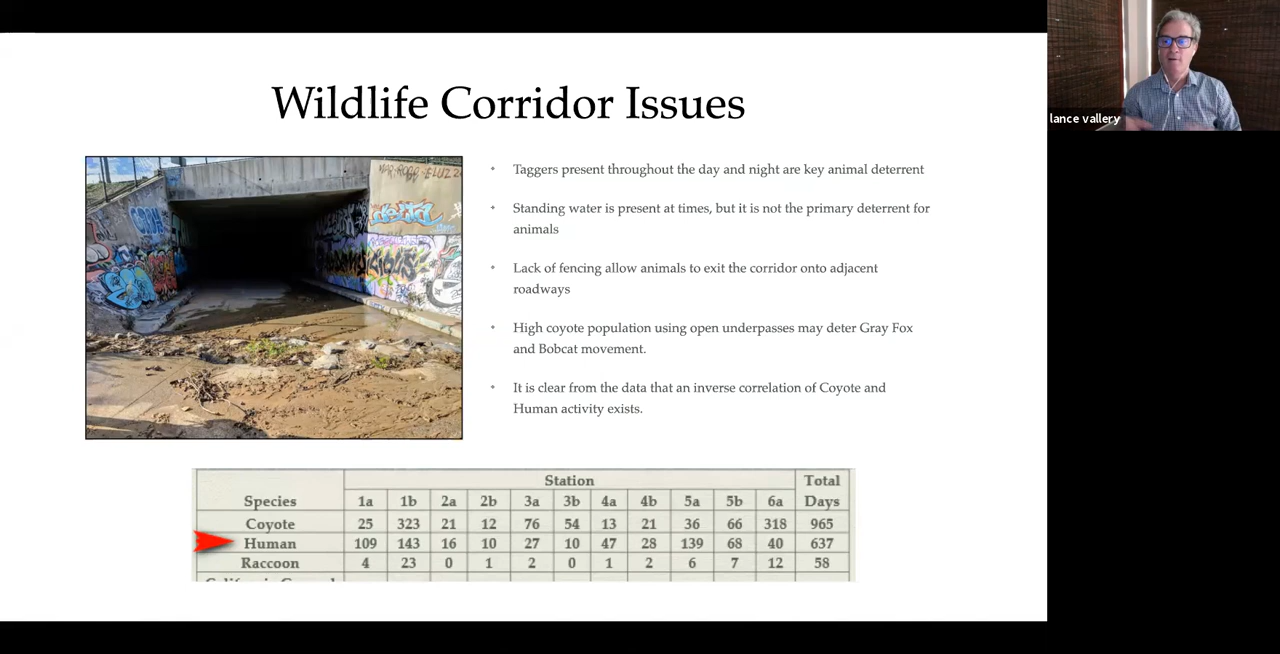 Wildlife Corridor Issues
lance vallery
Taggers present throughout the day and night are key animal deterrent
Standing water is present at times, but it is not the primary deterrent for
animals
Lack of fencing allow animals to exit the corridor onto adjacent
roadways
High coyote population using open underpasses may deter Gray Fox
and Bobcat movement.
It is clear from the data that an inverse correlation of Coyote and
Human activity exists.
Station Total
Species 1a 1b 2a 2b 3a 3b 4a 4b 5a 5b 6a Days
Coyote 25 323 21 12 76 54 13 21 36 66 318 965
Human 109 143 16 10 27 10 47 28 139 68 40 637
Raccoon 4 23 0 1 2 0 1 2 6 7 12 58